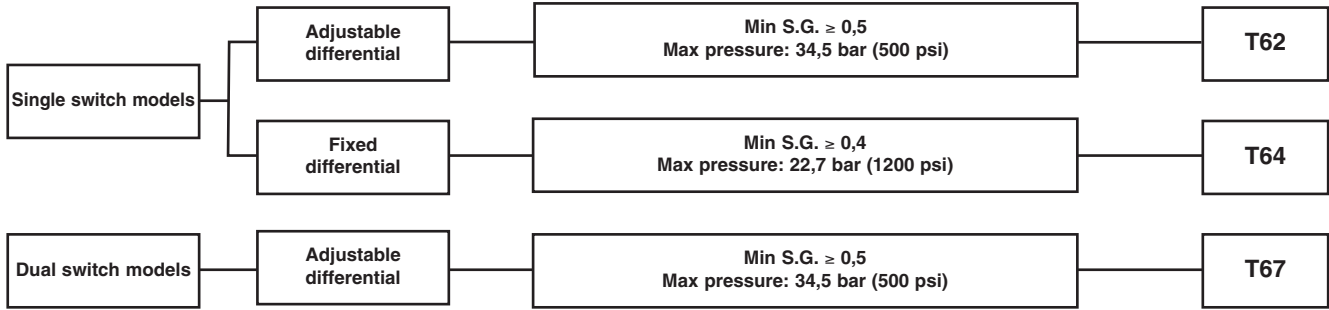 Single switch models
Adjustable
differential
Min S.G. ≥ 0,5
Max pressure: 34,5 bar (500 psi)
T62
Fixed
differential
Min S.G. ≥ 0,4
Max pressure: 22,7 bar (1200 psi)
T64
Dual switch models
Adjustable
differential
Min S.G. ≥ 0,5
Max pressure: 34,5 bar (500 psi)
T67